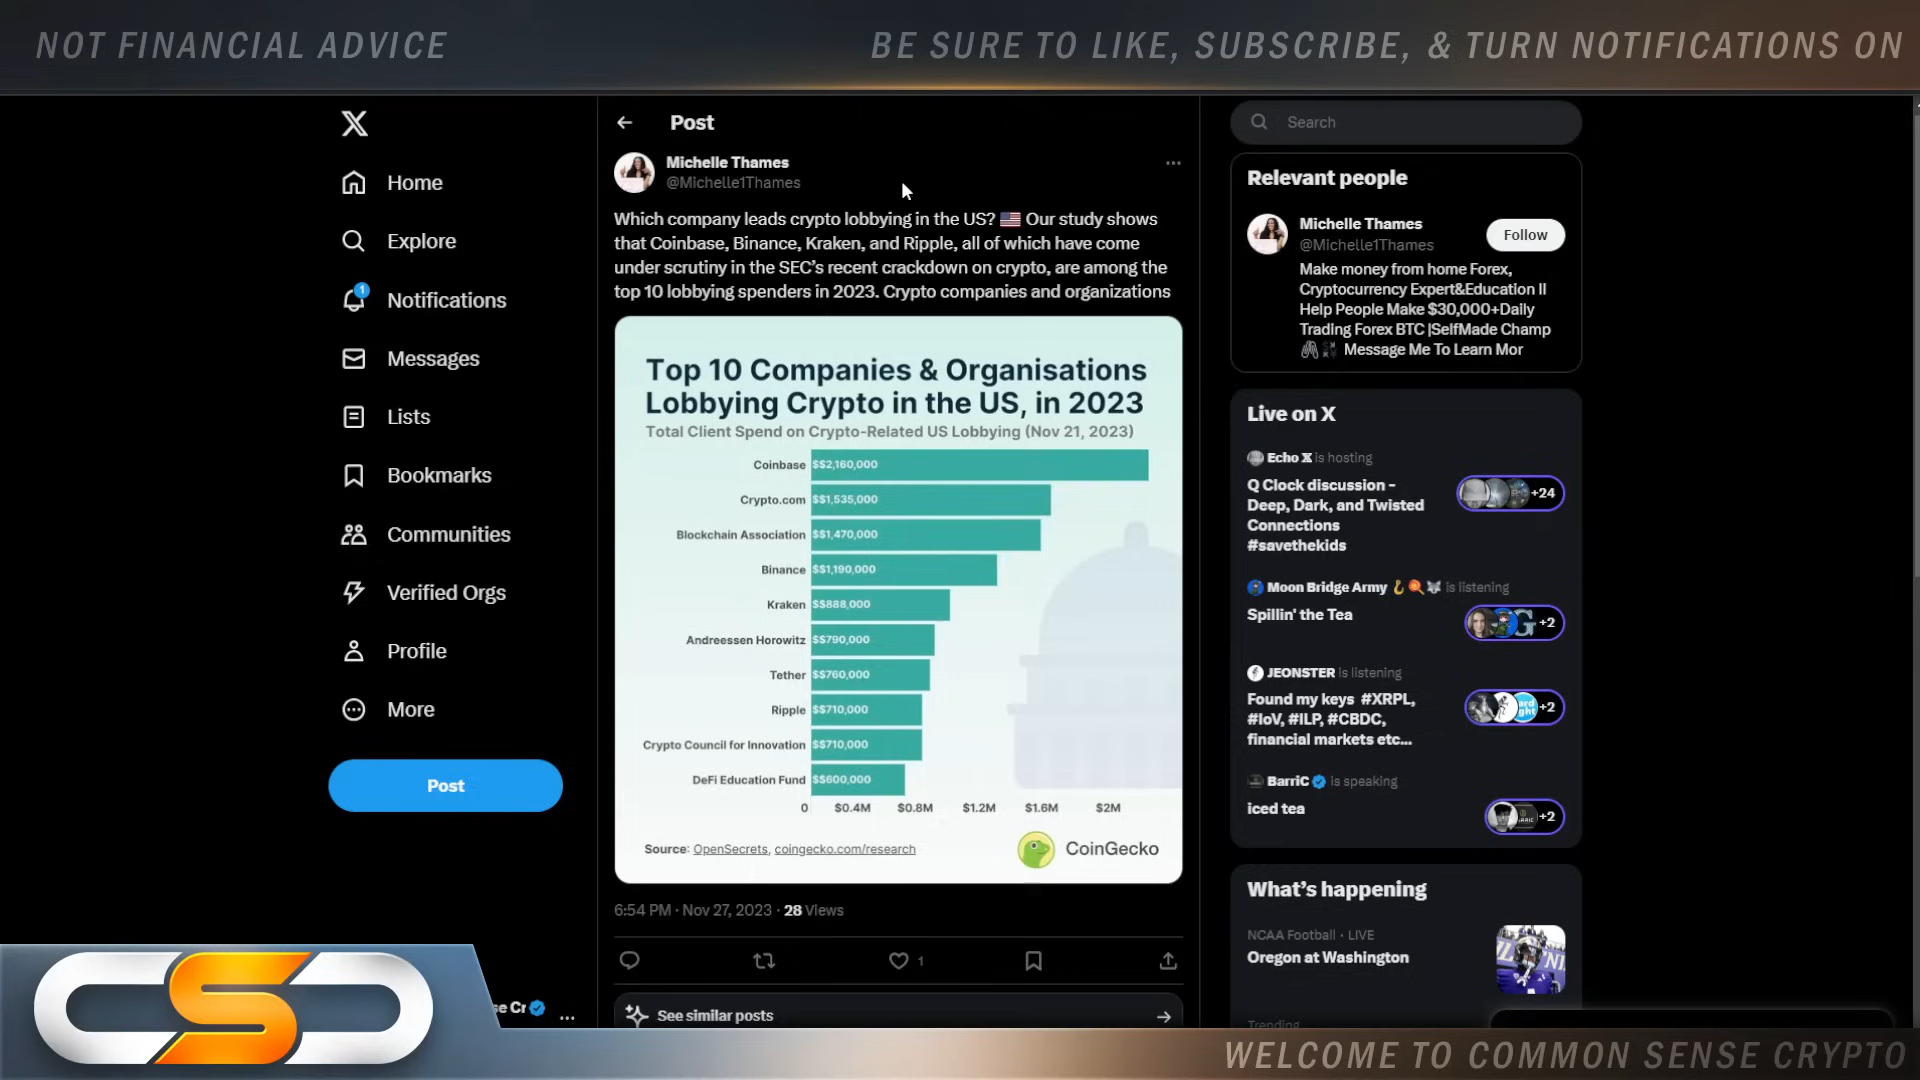 NOT FINANCIAL ADVICE
BE SURE TO LIKE, SUBSCRIBE, & TURN NOTIFICATIONS ON
X
Home
Explore
1
Notifications
Messages
Lists
Bookmarks
Communities
Verified Orgs
Profile
More
Post
se Cr
Post
Michelle Thames
@Michelle1Thames
Which company leads crypto lobbying in the US? 🇺🇸 Our study shows
that Coinbase, Binance, Kraken, and Ripple, all of which have come
under scrutiny in the SEC's recent crackdown on crypto, are among the
top 10 lobbying spenders in 2023. Crypto companies and organizations
Top 10 Companies & Organisations
Lobbying Crypto in the US, in 2023
Total Client Spend on Crypto-Related US Lobbying (Nov 21, 2023)
Coinbase S$2,160,000
Crypto.com S$1,535,000
Blockchain Association S$1,470,000
Binance S$1,190,000
Kraken S$888,000
Andreessen Horowitz S$790,000
Tether S$760,000
Ripple S$710,000
Crypto Council for Innovation S$710,000
DeFi Education Fund S$600,000
0 $0.4M $0.8M $1.2M $1.6M $2M
Source: OpenSecrets, coingecko.com/research
CoinGecko
6:54 PM · Nov 27, 2023 · 28 Views
1
See similar posts
Search
Relevant people
Michelle Thames
@Michelle1Thames
Follow
Make money from home Forex,
Cryptocurrency Expert&Education ll
Help People Make $30,000+Daily
Trading Forex BTC |SelfMade Champ
Message Me To Learn Mor
Live on X
Echo X is hosting
Q Clock discussion -
Deep, Dark, and Twisted
Connections
#savethekids
+24
Moon Bridge Army is listening
Spillin' the Tea
+2
JEONSTER is listening
Found my keys #XRPL,
#IoV, #ILP, #CBDC,
financial markets etc...
+2
BarriC is speaking
iced tea
+2
What's happening
NCAA Football · LIVE
Oregon at Washington
Trending
CSC
WELCOME TO COMMON SENSE CRYPTO